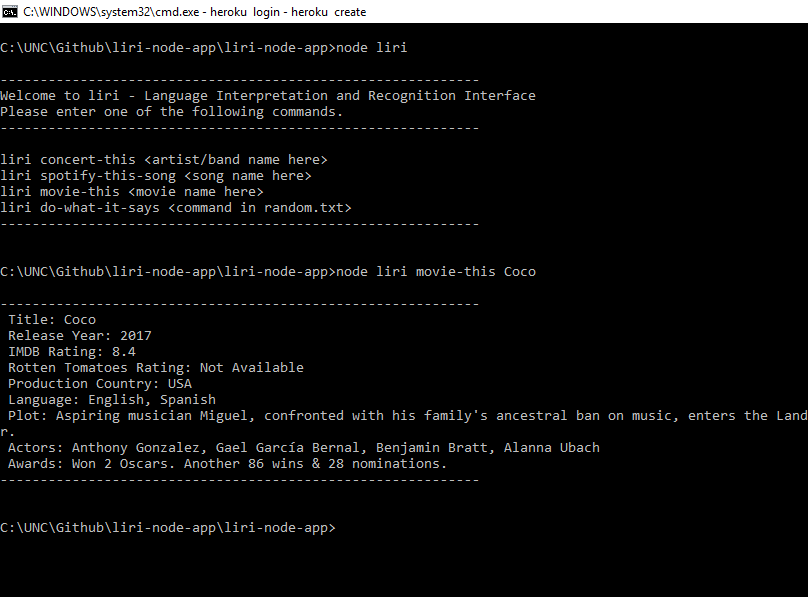 C:\WINDOWS\system32\cmd.exe - heroku  login - heroku  create
C:\UNC\Github\liri-node-app\liri-node-app>node liri
------------------------------------------------------------
Welcome to liri - Language Interpretation and Recognition Interface
Please enter one of the following commands.
------------------------------------------------------------
liri concert-this <artist/band name here>
liri spotify-this-song <song name here>
liri movie-this <movie name here>
liri do-what-it-says <command in random.txt>
------------------------------------------------------------
C:\UNC\Github\liri-node-app\liri-node-app>node liri movie-this Coco
------------------------------------------------------------
Title: Coco
Release Year: 2017
IMDB Rating: 8.4
Rotten Tomatoes Rating: Not Available
Production Country: USA
Language: English, Spanish
Plot: Aspiring musician Miguel, confronted with his family's ancestral ban on music, enters the Land
r.
Actors: Anthony Gonzalez, Gael García Bernal, Benjamin Bratt, Alanna Ubach
Awards: Won 2 Oscars. Another 86 wins & 28 nominations.
------------------------------------------------------------
C:\UNC\Github\liri-node-app\liri-node-app>